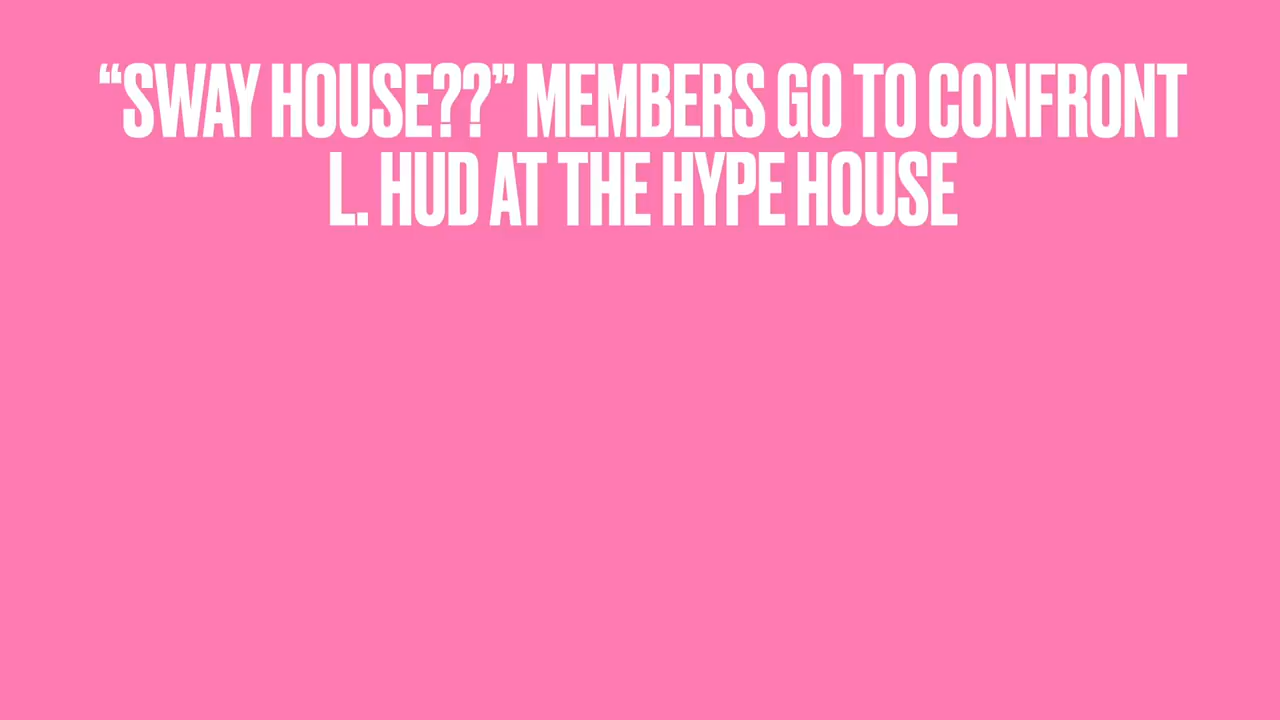 “SWAY HOUSE??” MEMBERS GO TO CONFRONT
L. HUD AT THE HYPE HOUSE